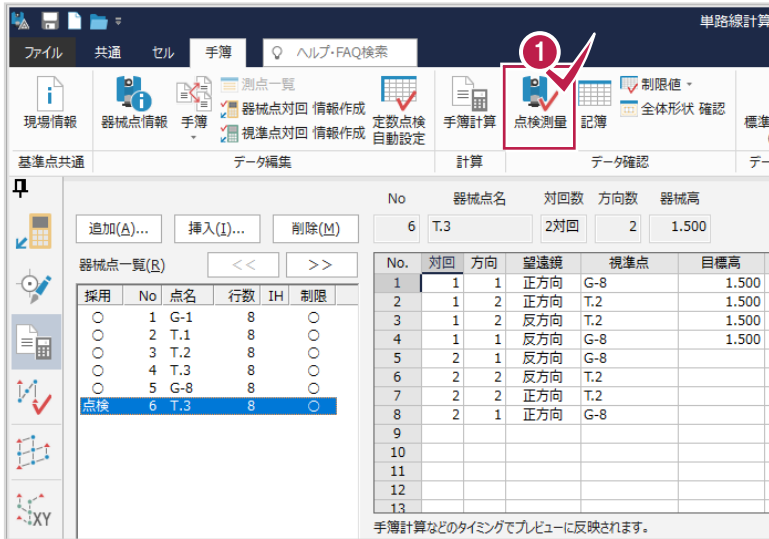 単路線計算
ファイル 共通 セル 手簿 ヘルプ・FAQ検索
1
現場情報 器械点情報 手簿 測点一覧 器械点対回 情報作成 視準点対回 情報作成 定数点検 自動設定 手簿計算 点検測量 記簿 制限値 全体形状 確認 標準
基準点共通 データ編集 計算 データ確認 デー
No 器械点名 対回数 方向数 器械高
追加(A)... 挿入(I)... 削除(M) 6 T.3 2対回 2 1.500
器械点一覧(R) << >>
採用 No 点名 行数 IH 制限
○ 1 G-1 8 ○
○ 2 T.1 8 ○
○ 3 T.2 8 ○
○ 4 T.3 8 ○
○ 5 G-8 8 ○
点検 6 T.3 8 ○
No. 対回 方向 望遠鏡 視準点 目標高
1 1 1 正方向 G-8 1.500
2 1 2 正方向 T.2 1.500
3 1 2 反方向 T.2 1.500
4 1 1 反方向 G-8 1.500
5 2 1 反方向 G-8
6 2 2 反方向 T.2
7 2 2 正方向 T.2
8 2 1 正方向 G-8
9
10
11
12
13
手簿計算などのタイミングでプレビューに反映されます。
XY